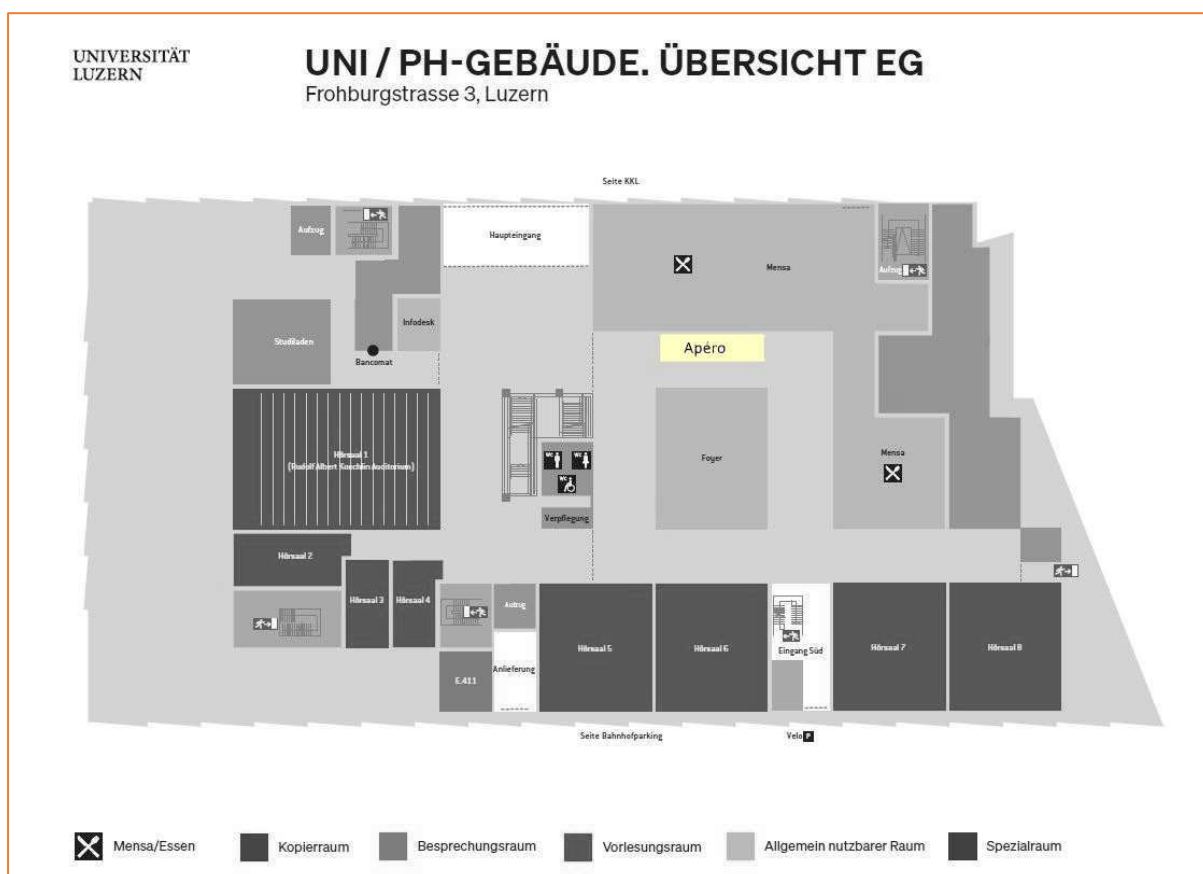 UNIVERSITÄT
LUZERN
UNI / PH-GEBÄUDE. ÜBERSICHT EG
Frohburgstrasse 3, Luzern
Seite KKL
Aufzug
Haupteingang
Mensa
Aufzug
Infodesk
Studiladen
Bancomat
Apéro
Hörsaal 1
(Rudolf Albert Koechlin Auditorium)
WC
WC
WC
Foyer
Mensa
Verpflegung
Hörsaal 2
Hörsaal 3
Hörsaal 4
Aufzug
Hörsaal 5
Hörsaal 6
Eingang Süd
Hörsaal 7
Hörsaal 8
Anlieferung
E.411
Seite Bahnhofparking
Velo P
Mensa/Essen
Kopierraum
Besprechungsraum
Vorlesungsraum
Allgemein nutzbarer Raum
Spezialraum